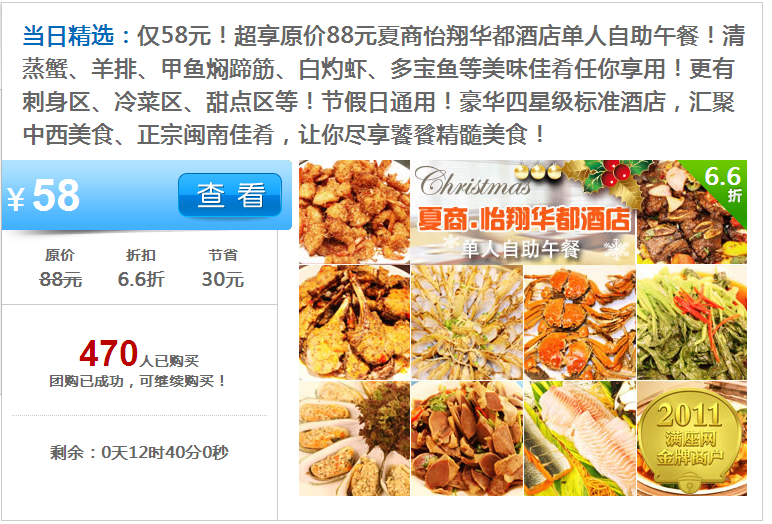 当日精选：仅58元！超享原价88元夏商怡翔华都酒店单人自助午餐！清
蒸蟹、羊排、甲鱼焖蹄筋、白灼虾、多宝鱼等美味佳肴任你享用！更有
刺身区、冷菜区、甜点区等！节假日通用！豪华四星级标准酒店，汇聚
中西美食、正宗闽南佳肴，让你尽享饕餮精髓美食！
¥58
查看
原价 折扣 节省
88元 6.6折 30元
470人已购买
团购已成功，可继续购买！
剩余：0天12时40分0秒
Christmas
夏商.怡翔华都酒店
单人自助午餐
6.6
折
2011
满座网
金牌商户